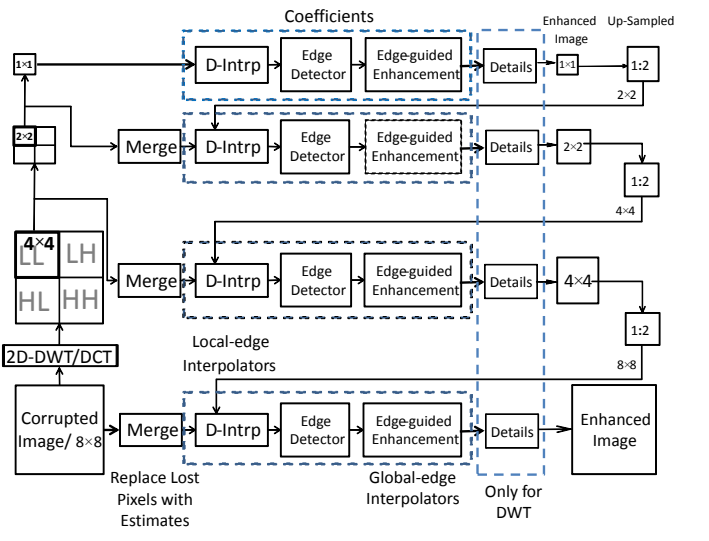 Coefficients
Enhanced
Image
Up-Sampled
1×1
D-Intrp
Edge
Detector
Edge-guided
Enhancement
Details
1×1
1:2
2×2
2×2
Merge
D-Intrp
Edge
Detector
Edge-guided
Enhancement
Details
2×2
1:2
4×4
4×4
LL
LH
HL
HH
Merge
D-Intrp
Edge
Detector
Edge-guided
Enhancement
Details
4×4
1:2
8×8
2D-DWT/DCT
Local-edge
Interpolators
Corrupted
Image/ 8×8
Merge
D-Intrp
Edge
Detector
Edge-guided
Enhancement
Details
Enhanced
Image
Replace Lost
Pixels with
Estimates
Global-edge
Interpolators
Only for
DWT